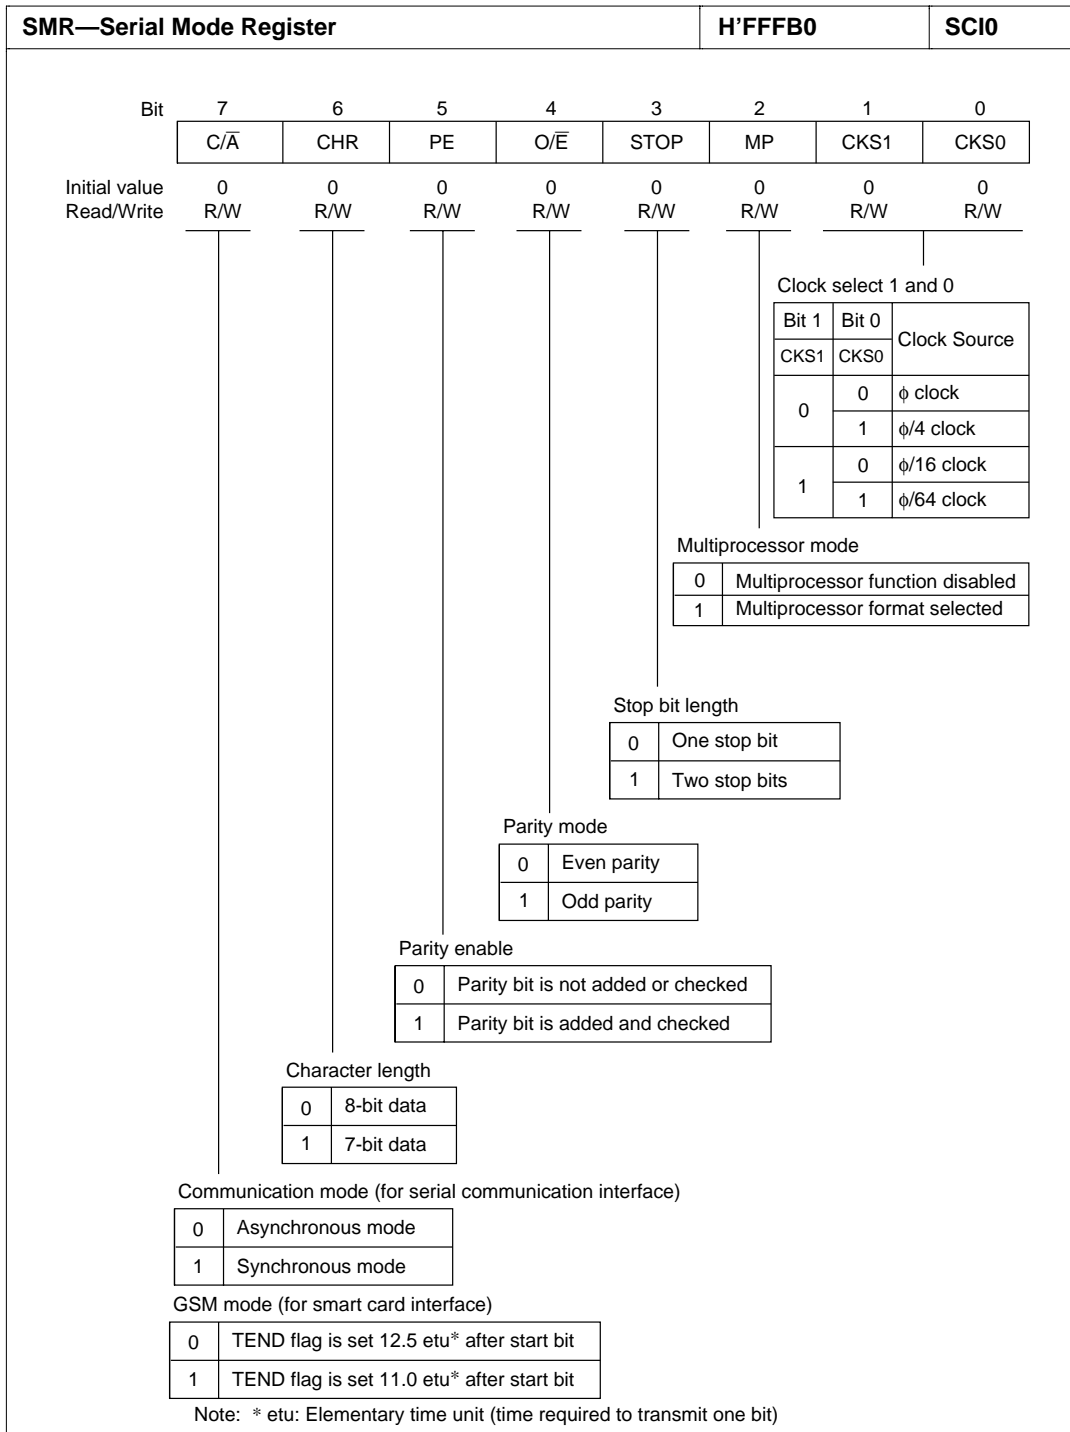 SMR—Serial Mode Register H'FFFB0 SCI0
Bit 7 6 5 4 3 2 1 0
C/A̅ CHR PE O/E̅ STOP MP CKS1 CKS0
Initial value 0 0 0 0 0 0 0 0
Read/Write R/W R/W R/W R/W R/W R/W R/W R/W
Clock select 1 and 0
Bit 1 Bit 0 Clock Source
CKS1 CKS0
0 0 ϕ clock
1 ϕ/4 clock
1 0 ϕ/16 clock
1 ϕ/64 clock
Multiprocessor mode
0 Multiprocessor function disabled
1 Multiprocessor format selected
Stop bit length
0 One stop bit
1 Two stop bits
Parity mode
0 Even parity
1 Odd parity
Parity enable
0 Parity bit is not added or checked
1 Parity bit is added and checked
Character length
0 8-bit data
1 7-bit data
Communication mode (for serial communication interface)
0 Asynchronous mode
1 Synchronous mode
GSM mode (for smart card interface)
0 TEND flag is set 12.5 etu* after start bit
1 TEND flag is set 11.0 etu* after start bit
Note: * etu: Elementary time unit (time required to transmit one bit)